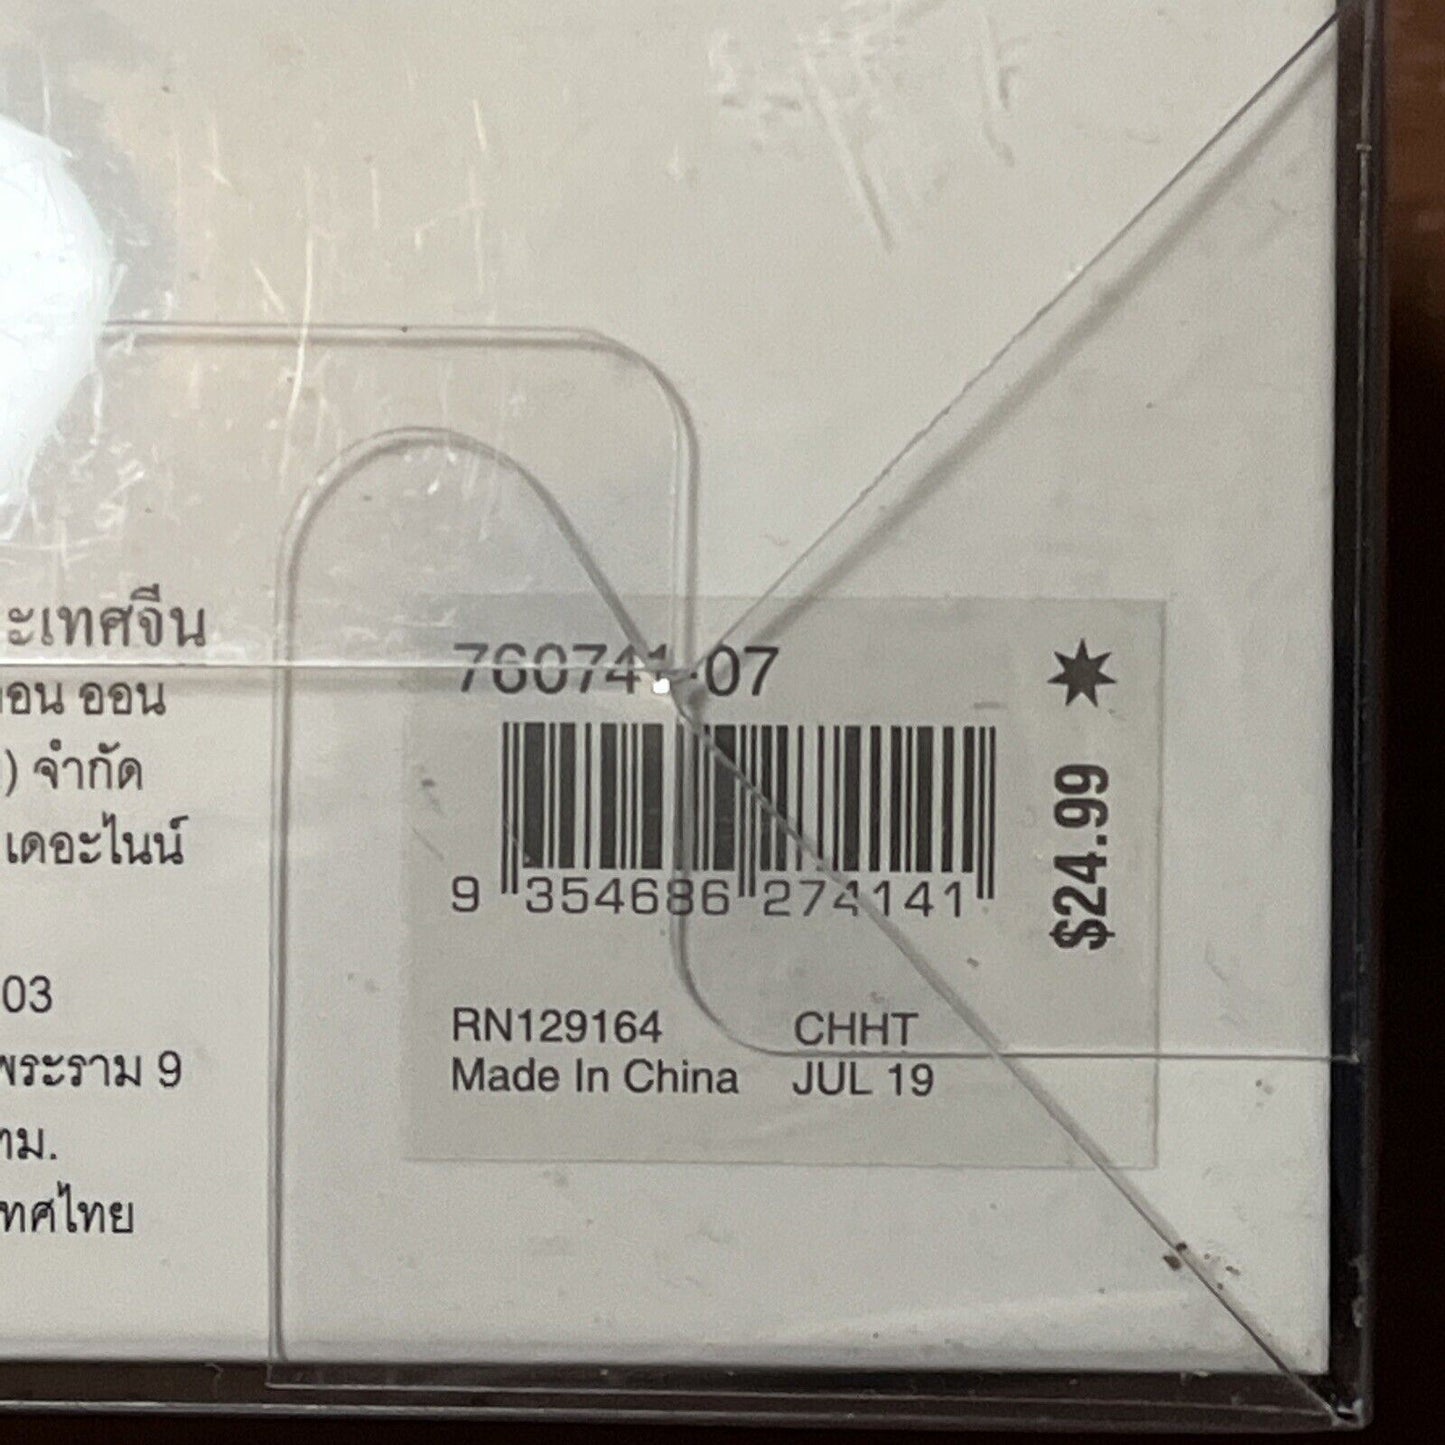 ะเทศจีน
อน ออน
) จำกัด
เดอะไนน์
03
พระราม 9
ทม.
ทศไทย
760741-07
$24.99
9 354686 274141
RN129164 CHHT
Made In China JUL 19